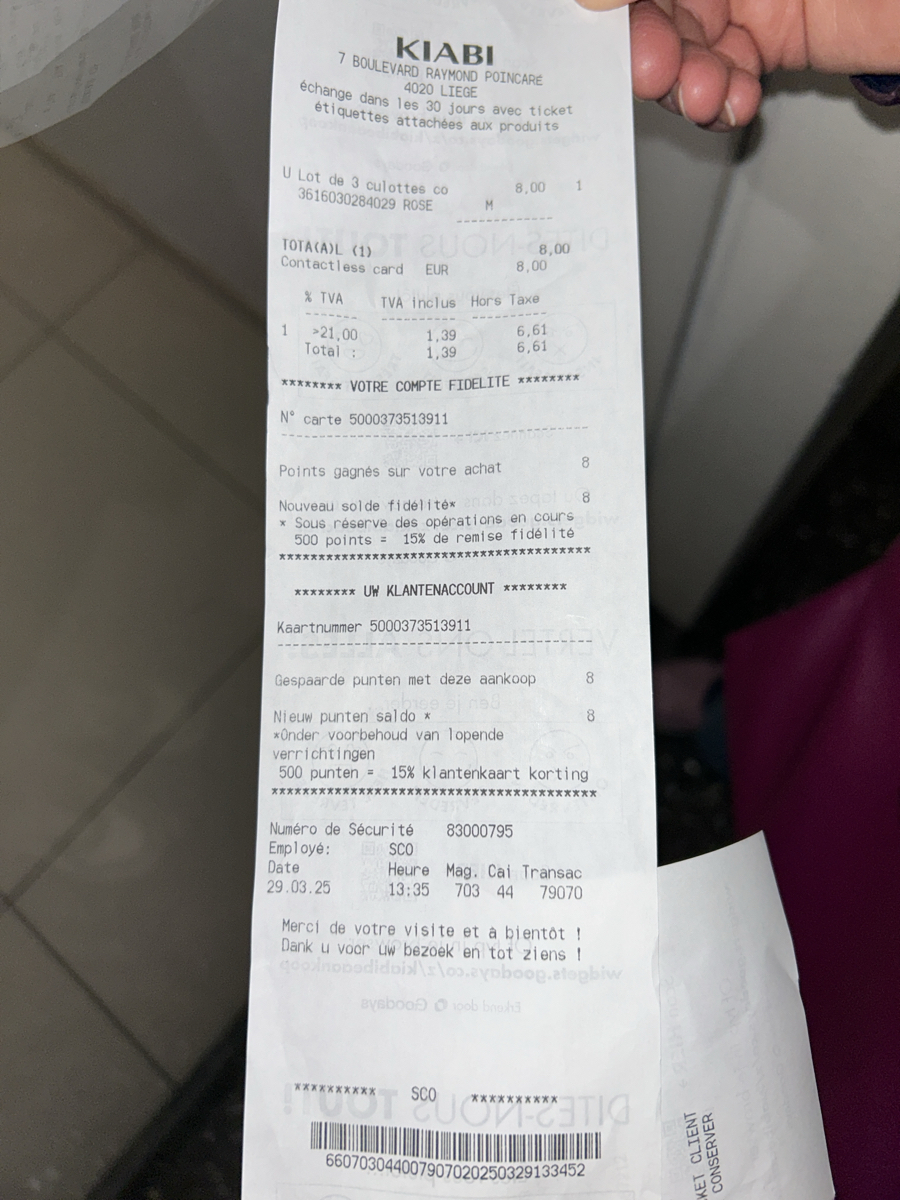 KIABI
7 BOULEVARD RAYMOND POINCARE
4020 LIEGE
échange dans les 30 jours avec ticket
étiquettes attachées aux produits
U Lot de 3 culottes co 8,00 1
3616030284029 ROSE M
------------
TOTA(A)L (1) 8,00
Contactless card EUR 8,00
% TVA TVA inclus Hors Taxe
------- ---------- ----------
1 >21,00 1,39 6,61
Total : 1,39 6,61
******** VOTRE COMPTE FIDELITE ********
N° carte 5000373513911
----------------------------------------
Points gagnés sur votre achat 8
Nouveau solde fidélité* 8
* Sous réserve des opérations en cours
500 points = 15% de remise fidélité
****************************************
******** UW KLANTENACCOUNT ********
Kaartnummer 5000373513911
----------------------------------------
Gespaarde punten met deze aankoop 8
Nieuw punten saldo * 8
*Onder voorbehoud van lopende
verrichtingen
500 punten = 15% klantenkaart korting
****************************************
Numéro de Sécurité 83000795
Employé: SCO
Date Heure Mag. Cai Transac
29.03.25 13:35 703 44 79070
Merci de votre visite et à bientôt !
Dank u voor uw bezoek en tot ziens !
********** SCO **********
660703044007907020250329133452
KET CLIENT
CONSERVER